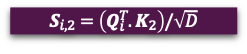 S_{i,2} = (Q_i^T . K_2)/√D